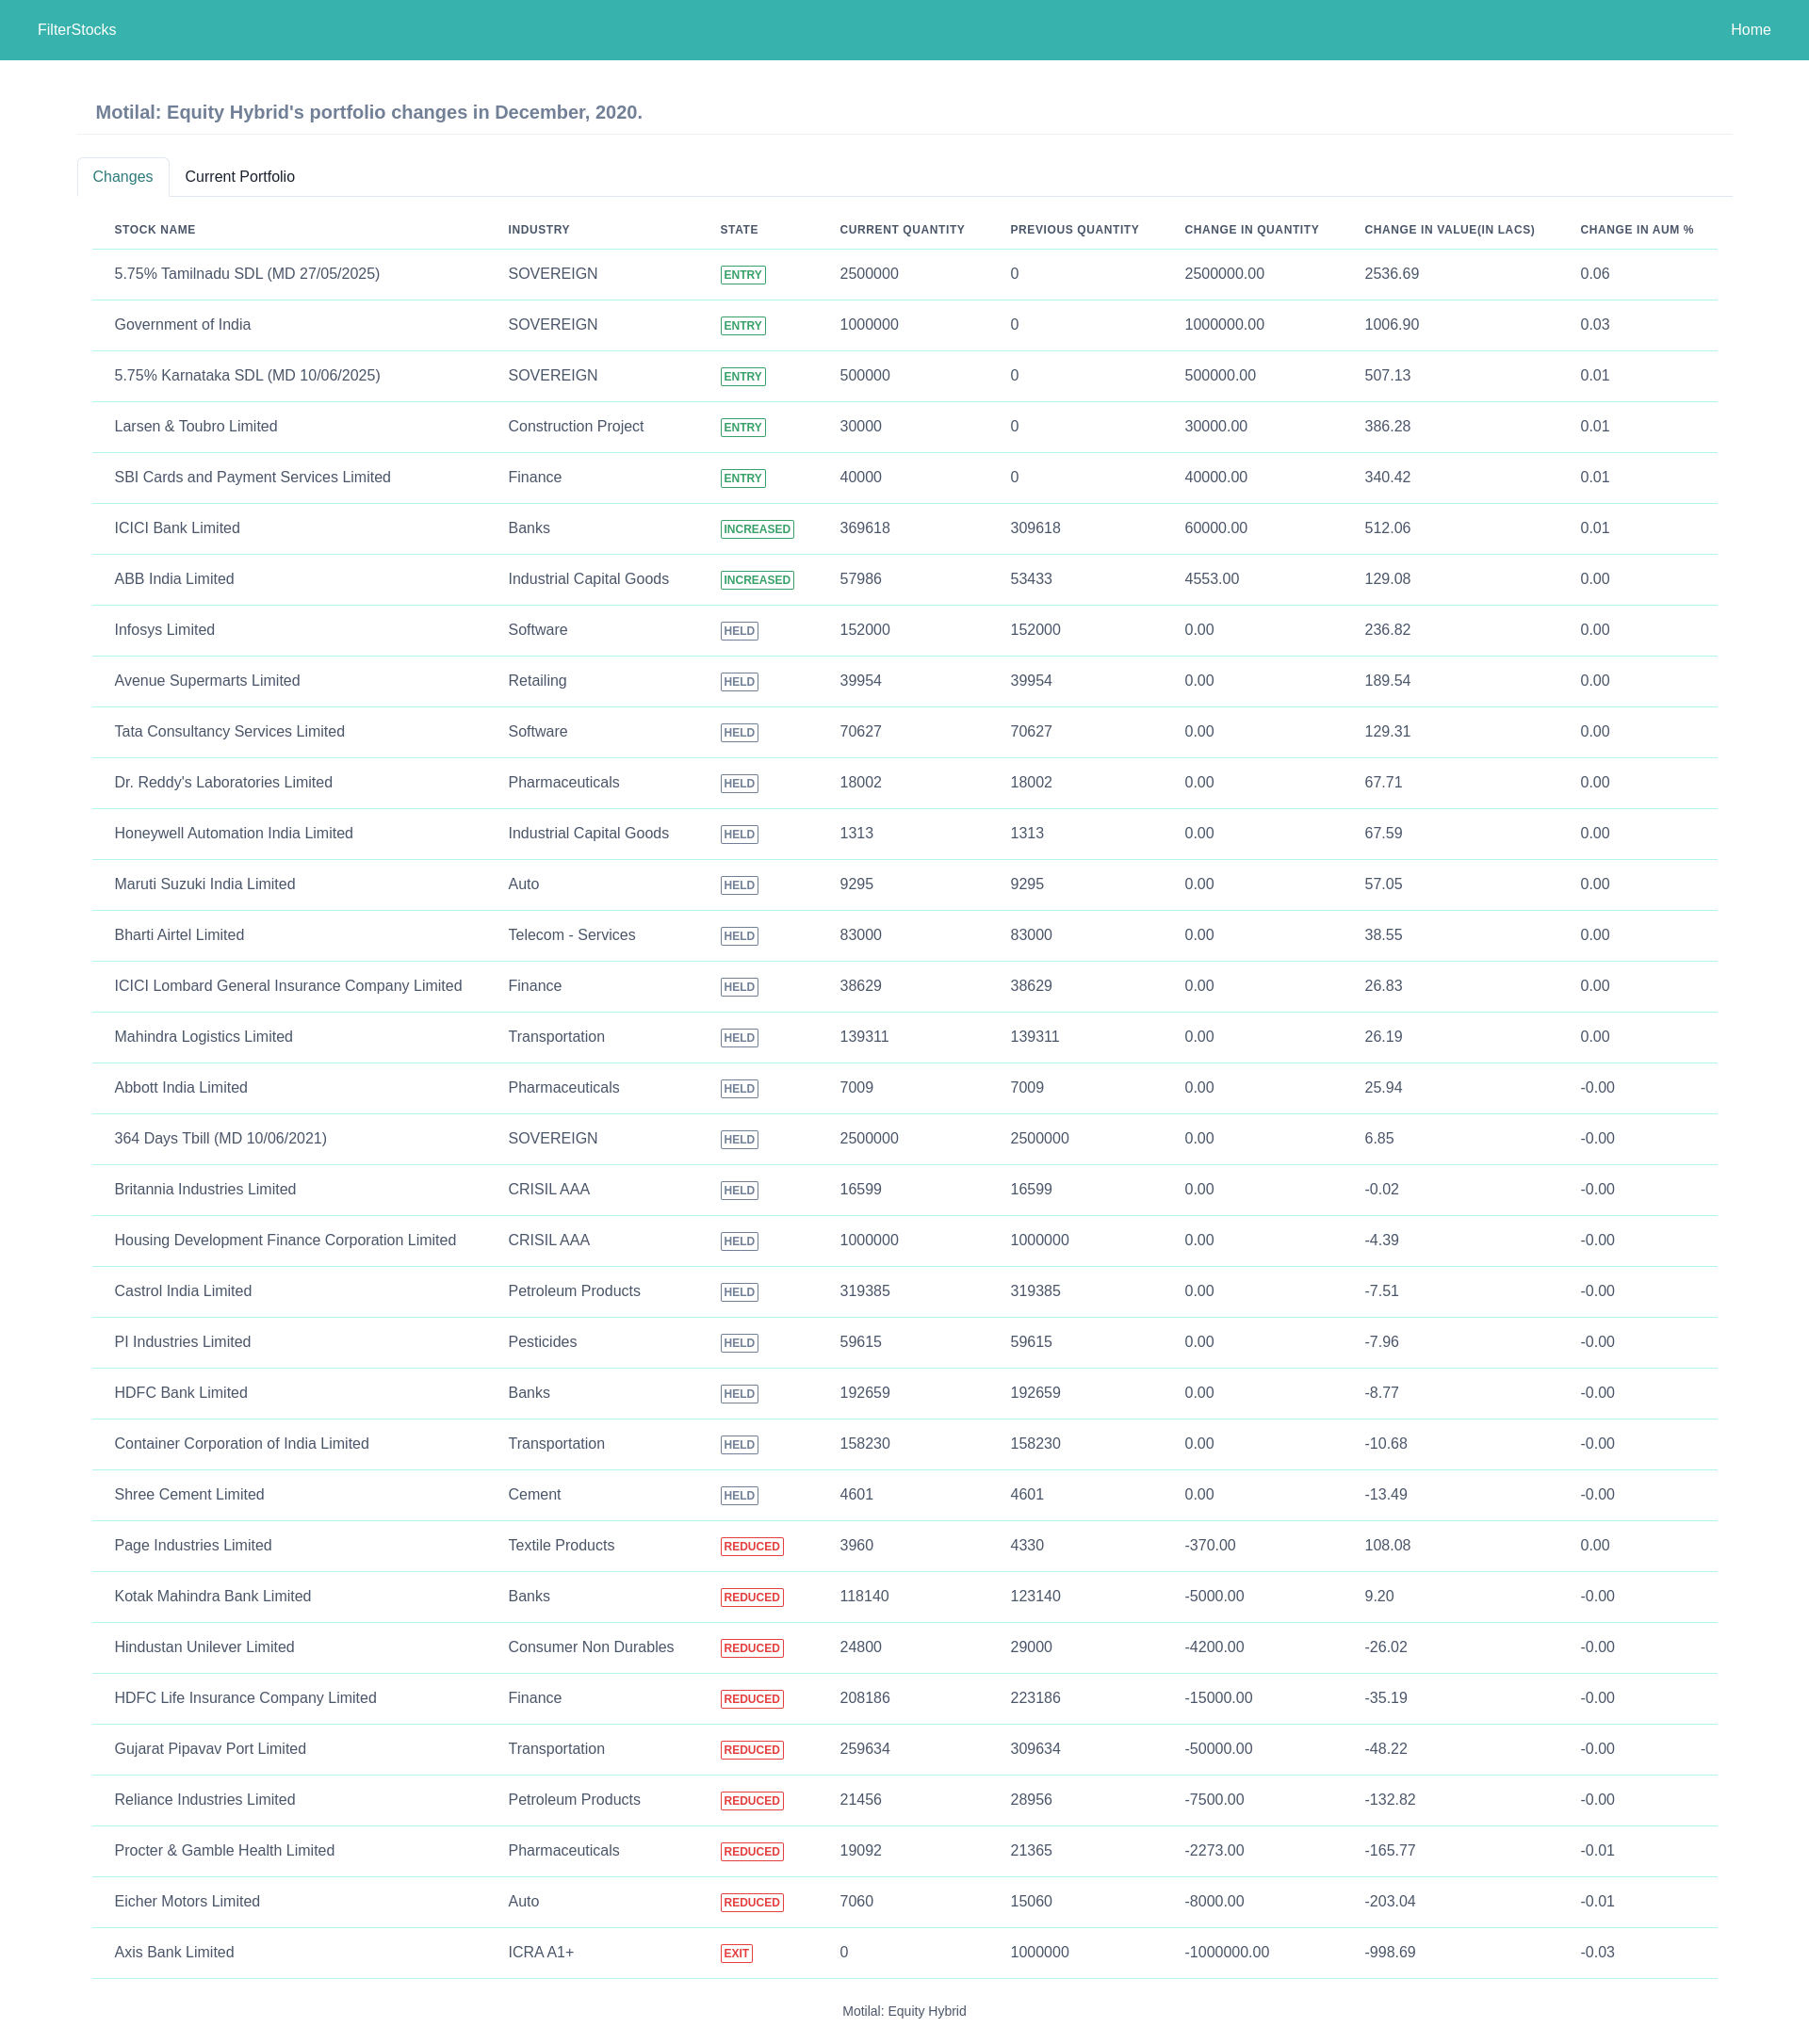 FilterStocks Home
Motilal: Equity Hybrid's portfolio changes in December, 2020.
Changes Current Portfolio
STOCK NAME INDUSTRY STATE CURRENT QUANTITY PREVIOUS QUANTITY CHANGE IN QUANTITY CHANGE IN VALUE(IN LACS) CHANGE IN AUM %
5.75% Tamilnadu SDL (MD 27/05/2025) SOVEREIGN ENTRY 2500000 0 2500000.00 2536.69 0.06
Government of India SOVEREIGN ENTRY 1000000 0 1000000.00 1006.90 0.03
5.75% Karnataka SDL (MD 10/06/2025) SOVEREIGN ENTRY 500000 0 500000.00 507.13 0.01
Larsen & Toubro Limited Construction Project ENTRY 30000 0 30000.00 386.28 0.01
SBI Cards and Payment Services Limited Finance ENTRY 40000 0 40000.00 340.42 0.01
ICICI Bank Limited Banks INCREASED 369618 309618 60000.00 512.06 0.01
ABB India Limited Industrial Capital Goods INCREASED 57986 53433 4553.00 129.08 0.00
Infosys Limited Software HELD 152000 152000 0.00 236.82 0.00
Avenue Supermarts Limited Retailing HELD 39954 39954 0.00 189.54 0.00
Tata Consultancy Services Limited Software HELD 70627 70627 0.00 129.31 0.00
Dr. Reddy's Laboratories Limited Pharmaceuticals HELD 18002 18002 0.00 67.71 0.00
Honeywell Automation India Limited Industrial Capital Goods HELD 1313 1313 0.00 67.59 0.00
Maruti Suzuki India Limited Auto HELD 9295 9295 0.00 57.05 0.00
Bharti Airtel Limited Telecom - Services HELD 83000 83000 0.00 38.55 0.00
ICICI Lombard General Insurance Company Limited Finance HELD 38629 38629 0.00 26.83 0.00
Mahindra Logistics Limited Transportation HELD 139311 139311 0.00 26.19 0.00
Abbott India Limited Pharmaceuticals HELD 7009 7009 0.00 25.94 -0.00
364 Days Tbill (MD 10/06/2021) SOVEREIGN HELD 2500000 2500000 0.00 6.85 -0.00
Britannia Industries Limited CRISIL AAA HELD 16599 16599 0.00 -0.02 -0.00
Housing Development Finance Corporation Limited CRISIL AAA HELD 1000000 1000000 0.00 -4.39 -0.00
Castrol India Limited Petroleum Products HELD 319385 319385 0.00 -7.51 -0.00
PI Industries Limited Pesticides HELD 59615 59615 0.00 -7.96 -0.00
HDFC Bank Limited Banks HELD 192659 192659 0.00 -8.77 -0.00
Container Corporation of India Limited Transportation HELD 158230 158230 0.00 -10.68 -0.00
Shree Cement Limited Cement HELD 4601 4601 0.00 -13.49 -0.00
Page Industries Limited Textile Products REDUCED 3960 4330 -370.00 108.08 0.00
Kotak Mahindra Bank Limited Banks REDUCED 118140 123140 -5000.00 9.20 -0.00
Hindustan Unilever Limited Consumer Non Durables REDUCED 24800 29000 -4200.00 -26.02 -0.00
HDFC Life Insurance Company Limited Finance REDUCED 208186 223186 -15000.00 -35.19 -0.00
Gujarat Pipavav Port Limited Transportation REDUCED 259634 309634 -50000.00 -48.22 -0.00
Reliance Industries Limited Petroleum Products REDUCED 21456 28956 -7500.00 -132.82 -0.00
Procter & Gamble Health Limited Pharmaceuticals REDUCED 19092 21365 -2273.00 -165.77 -0.01
Eicher Motors Limited Auto REDUCED 7060 15060 -8000.00 -203.04 -0.01
Axis Bank Limited ICRA A1+ EXIT 0 1000000 -1000000.00 -998.69 -0.03
Motilal: Equity Hybrid